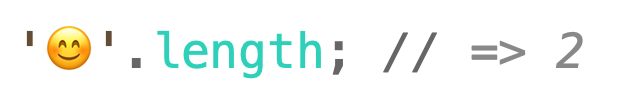 '😊'.length; // => 2